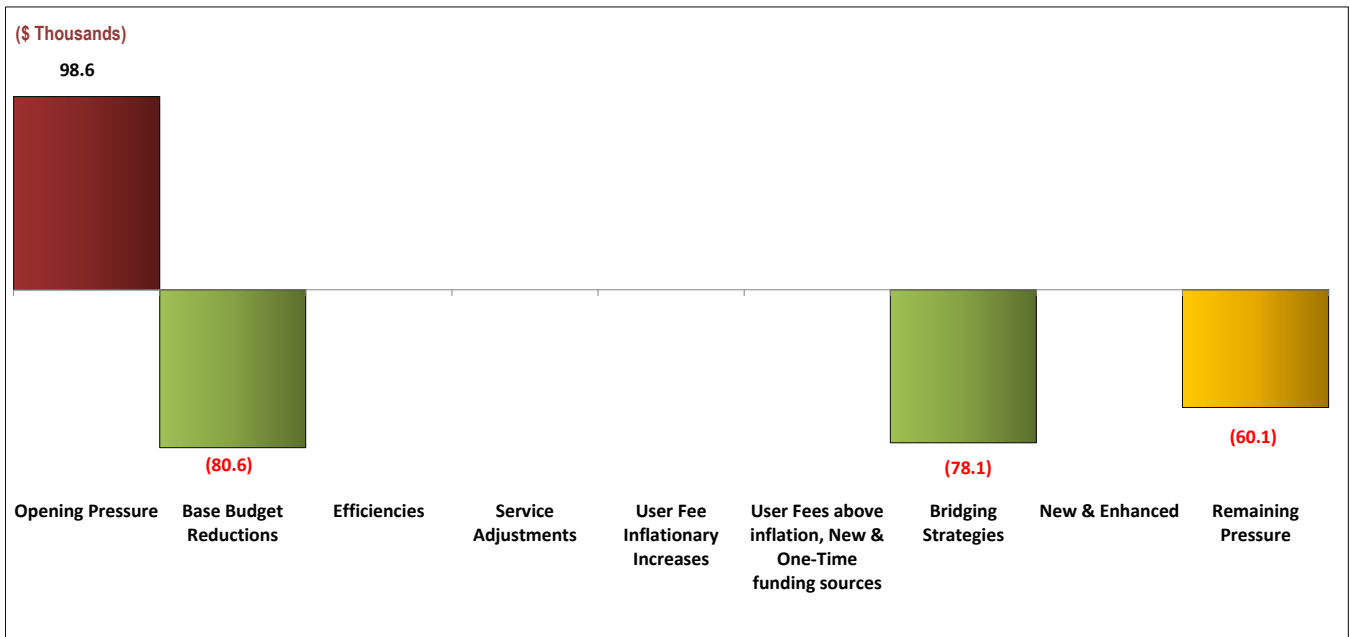 ($ Thousands)
98.6
(80.6)
(78.1)
(60.1)
Opening Pressure
Base Budget
Reductions
Efficiencies
Service
Adjustments
User Fee
Inflationary
Increases
User Fees above
inflation, New &
One-Time
funding sources
Bridging
Strategies
New & Enhanced
Remaining
Pressure